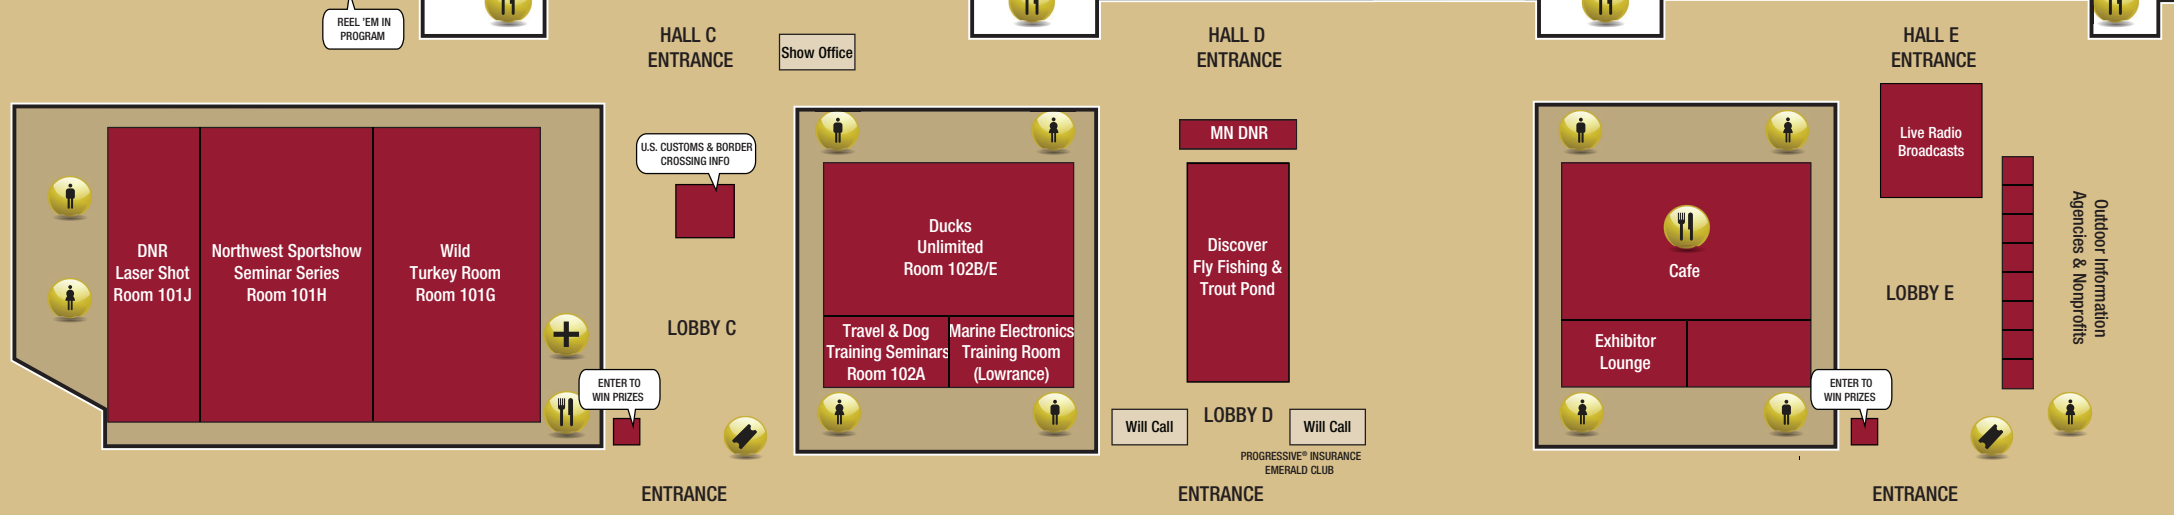 REEL 'EM IN
PROGRAM
HALL C
ENTRANCE
Show Office
HALL D
ENTRANCE
HALL E
ENTRANCE
DNR
Laser Shot
Room 101J
Northwest Sportshow
Seminar Series
Room 101H
Wild
Turkey Room
Room 101G
ENTER TO
WIN PRIZES
U.S. CUSTOMS & BORDER
CROSSING INFO
LOBBY C
ENTRANCE
Ducks
Unlimited
Room 102B/E
Travel & Dog
Training Seminars
Room 102A
Marine Electronics
Training Room
(Lowrance)
MN DNR
Discover
Fly Fishing &
Trout Pond
Will Call
LOBBY D
Will Call
PROGRESSIVE® INSURANCE
EMERALD CLUB
ENTRANCE
Cafe
Exhibitor
Lounge
ENTER TO
WIN PRIZES
Live Radio
Broadcasts
LOBBY E
Outdoor Information
Agencies & Nonprofits
ENTRANCE